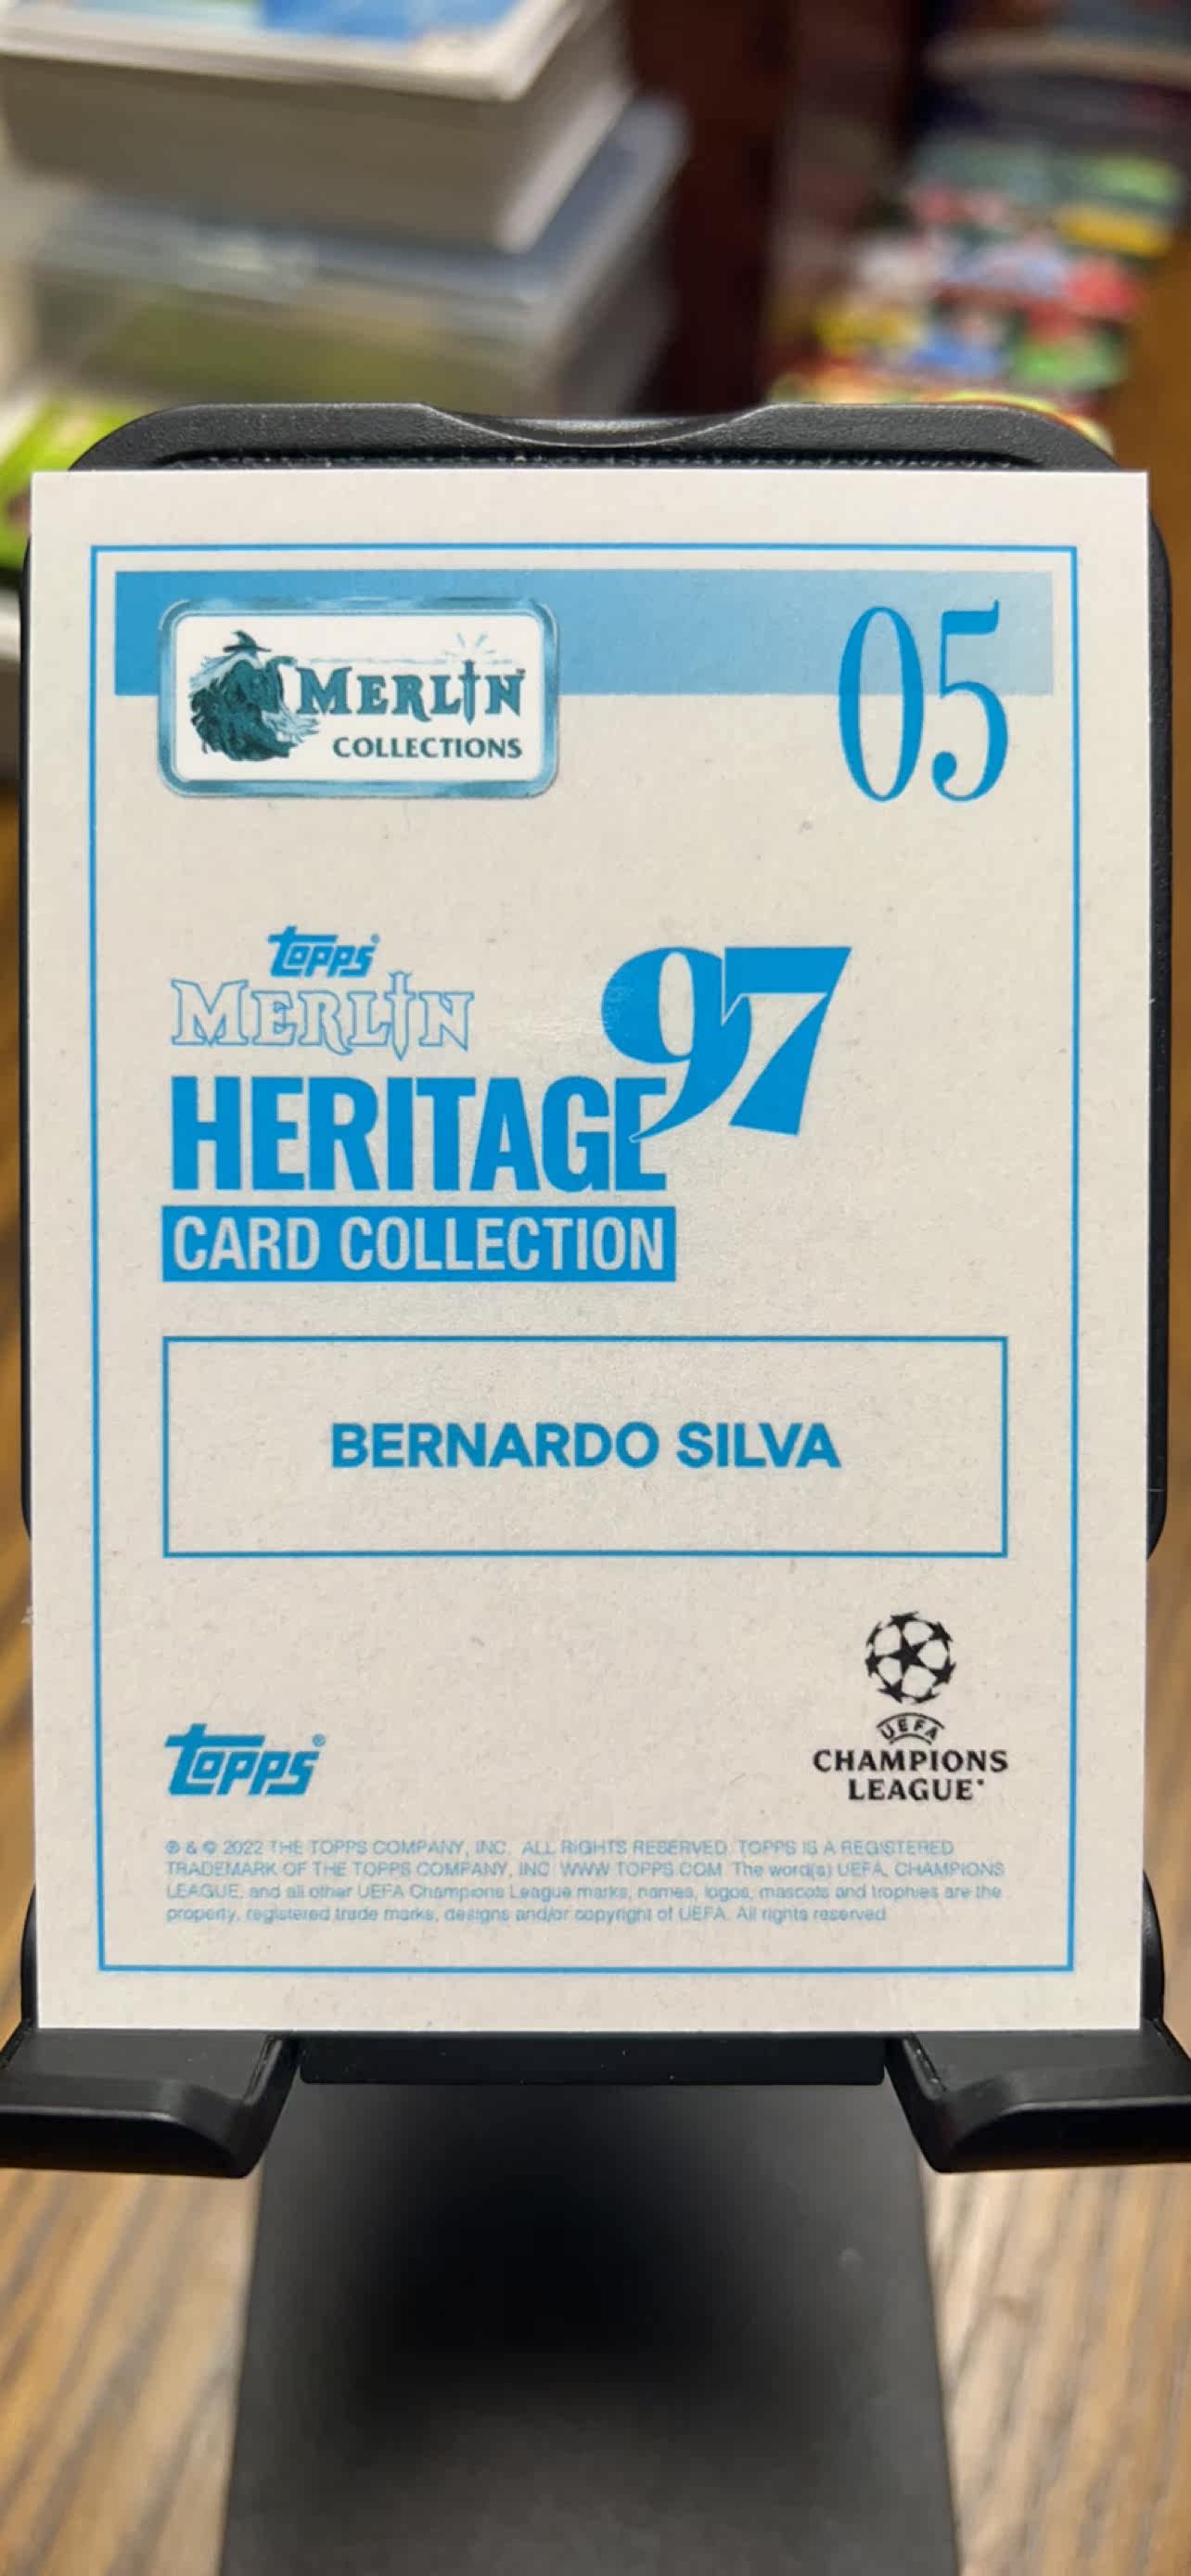 MERLIN™
COLLECTIONS
05
Topps®
MERLIN
HERITAGE 97
CARD COLLECTION
BERNARDO SILVA
UEFA
CHAMPIONS
LEAGUE®
Topps®
® & © 2022 THE TOPPS COMPANY, INC. ALL RIGHTS RESERVED. TOPPS IS A REGISTERED
TRADEMARK OF THE TOPPS COMPANY, INC. WWW.TOPPS.COM. The word(s) UEFA, CHAMPIONS
LEAGUE, and all other UEFA Champions League marks, names, logos, mascots and trophies are the
property, registered trade marks, designs and/or copyright of UEFA. All rights reserved.